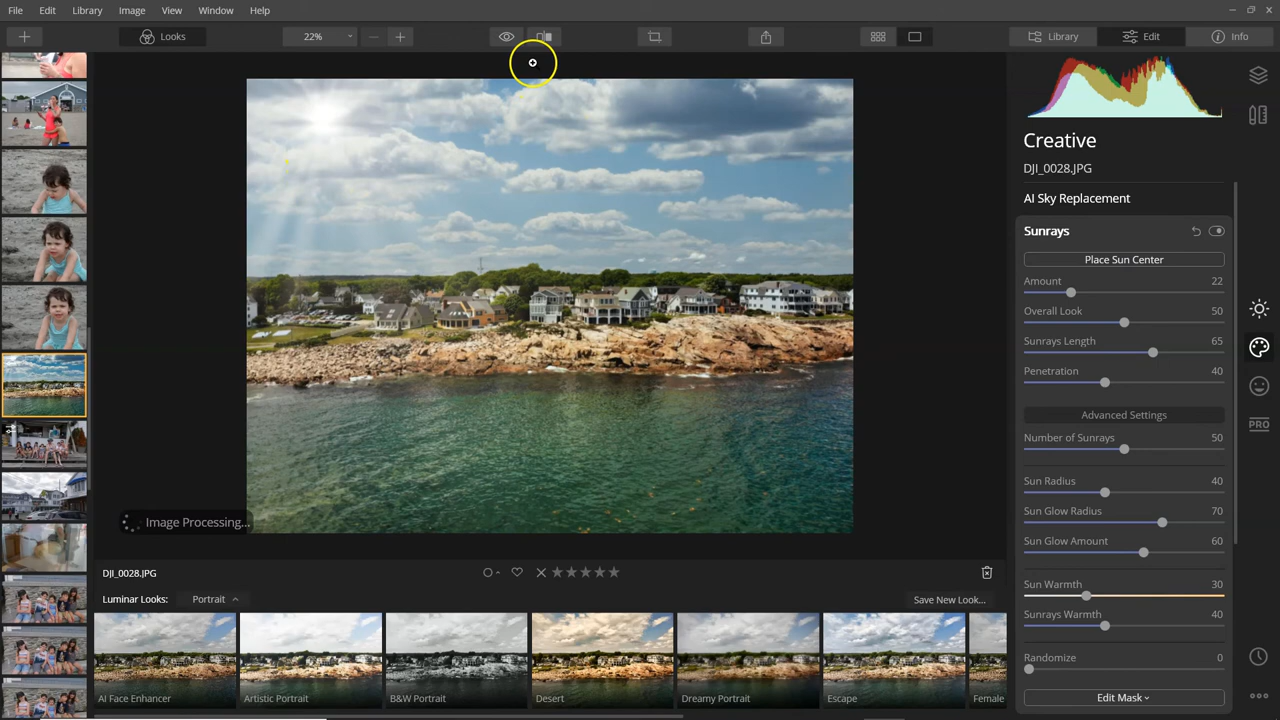 File Edit Library Image View Window Help
Looks 22% Library Edit Info
Creative
DJI_0028.JPG
AI Sky Replacement
Sunrays
Place Sun Center
Amount 22
Overall Look 50
Sunrays Length 65
Penetration 40
Advanced Settings
Number of Sunrays 50
Sun Radius 40
Sun Glow Radius 70
Sun Glow Amount 60
Sun Warmth 30
Sunrays Warmth 40
Randomize 0
Edit Mask
PRO
Image Processing...
DJI_0028.JPG
Luminar Looks: Portrait Save New Look...
AI Face Enhancer Artistic Portrait B&W Portrait Desert Dreamy Portrait Escape Female